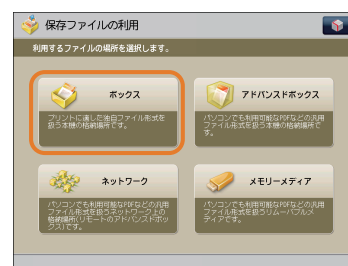 保存ファイルの利用
利用するファイルの場所を選択します。
ボックス
プリントに適した独自ファイル形式を
扱う本機の格納場所です。
アドバンスドボックス
パソコンでも利用可能なPDFなどの汎用
ファイル形式を扱う本機の格納場所で
す。
ネットワーク
パソコンでも利用可能なPDFなどの汎用
ファイル形式を扱うネットワーク上の
格納場所(リモートのアドバンスドボッ
クス)です。
メモリーメディア
パソコンでも利用可能なPDFなどの汎用
ファイル形式を扱うリムーバブルメ
ディアです。